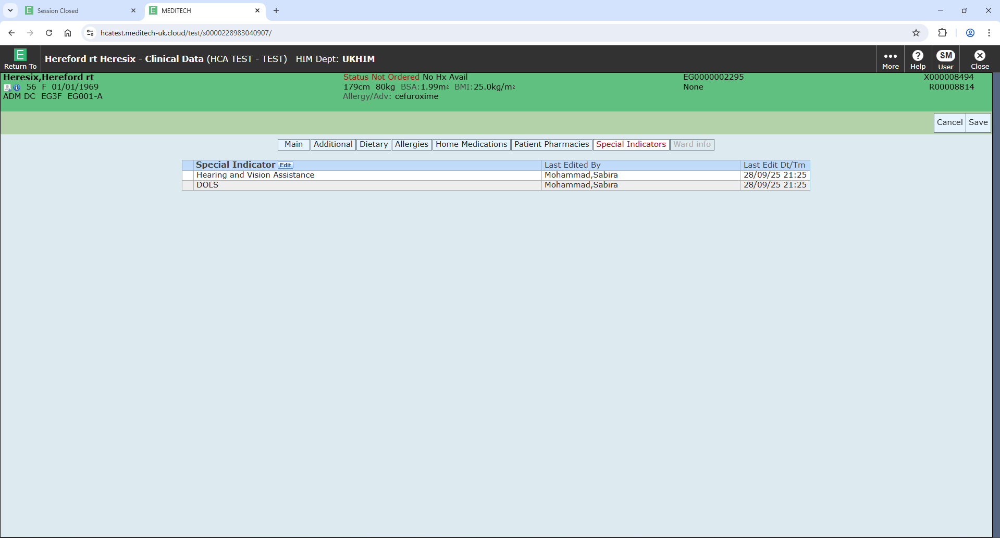 Session Closed
MEDITECH
hcatest.meditech-uk.cloud/test/s0000228983040907/
E
Return To
Hereford rt Heresix - Clinical Data (HCA TEST - TEST) HIM Dept: UKHIM
More
? Help
SM User
Close
Heresix,Hereford rt
Status Not Ordered No Hx Avail
EG0000002295
X000008494
56 F 01/01/1969
179cm 80kg BSA:1.99m2 BMI:25.0kg/m2
None
R00008814
ADM DC EG3F EG001-A
Allergy/Adv: cefuroxime
Cancel Save
Main Additional Dietary Allergies Home Medications Patient Pharmacies Special Indicators Ward info
Special Indicator Edit Last Edited By Last Edit Dt/Tm
Hearing and Vision Assistance Mohammad,Sabira 28/09/25 21:25
DOLS Mohammad,Sabira 28/09/25 21:25